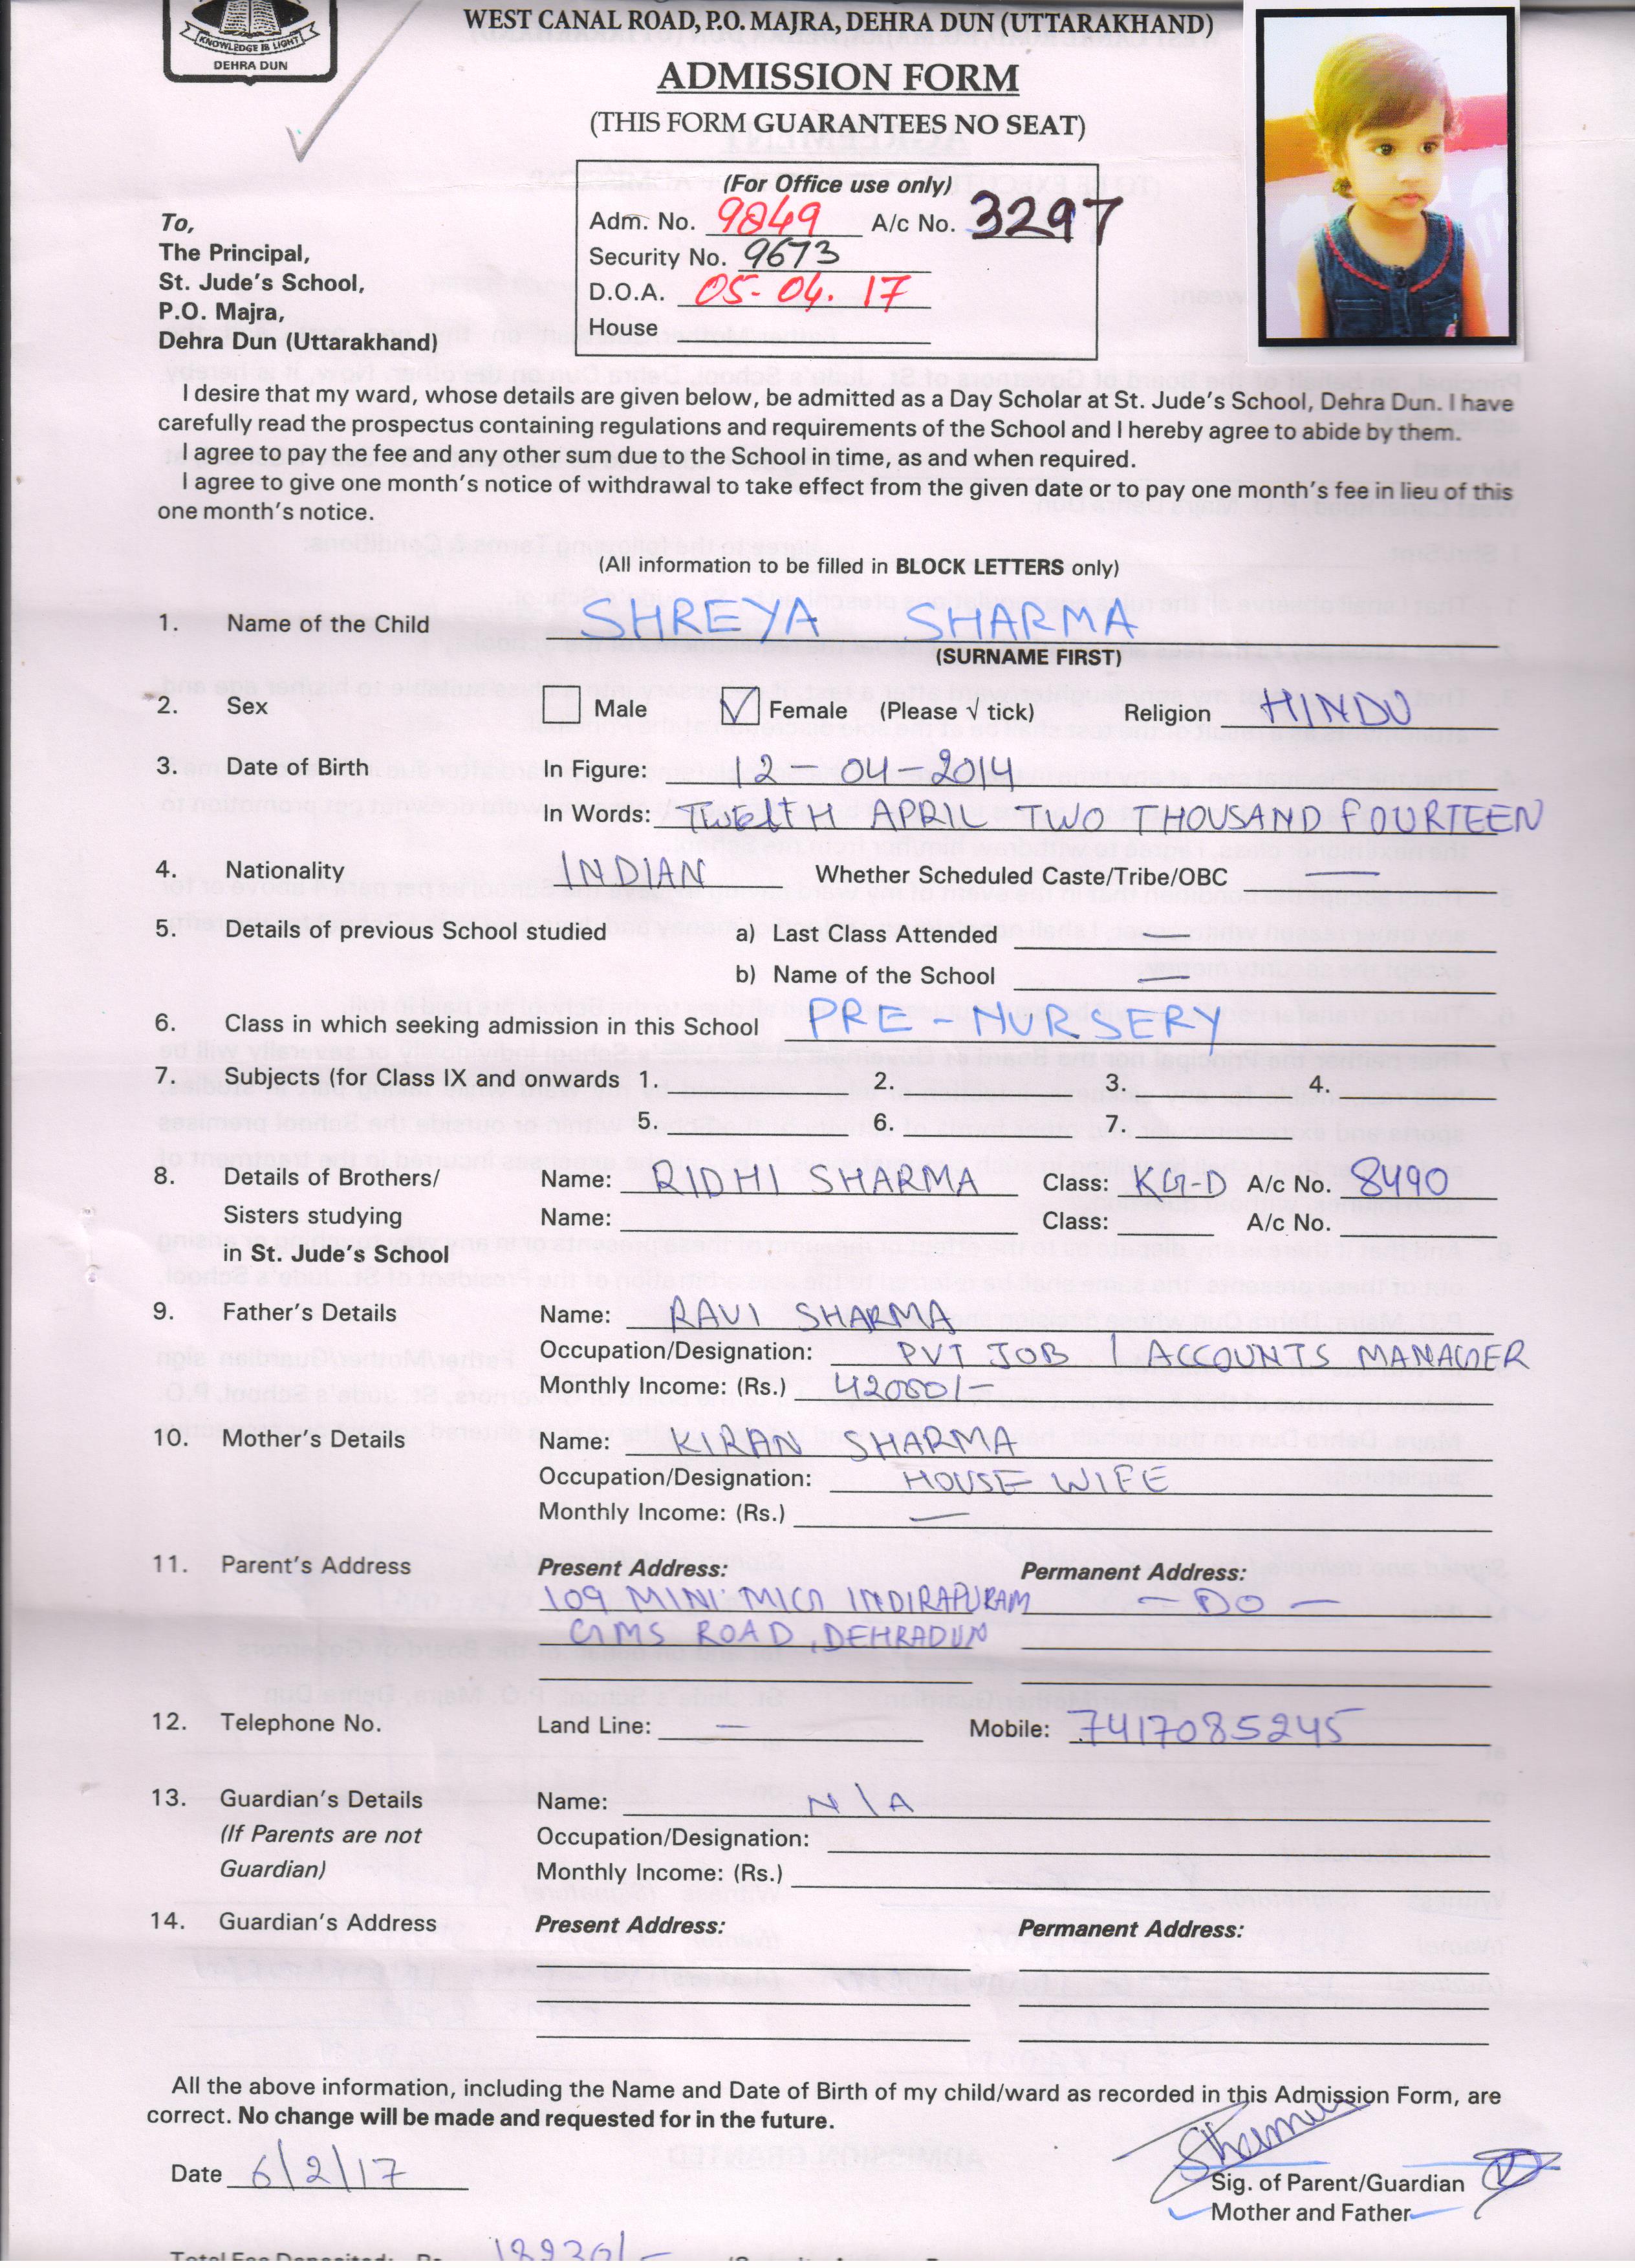 KNOWLEDGE IS LIGHT
DEHRA DUN
WEST CANAL ROAD, P.O. MAJRA, DEHRA DUN (UTTARAKHAND)
ADMISSION FORM
(THIS FORM GUARANTEES NO SEAT)
(For Office use only)
Adm. No. 9849 A/c No. 3297
Security No. 9673
D.O.A. 05-04.17
House
To,
The Principal,
St. Jude's School,
P.O. Majra,
Dehra Dun (Uttarakhand)
I desire that my ward, whose details are given below, be admitted as a Day Scholar at St. Jude's School, Dehra Dun. I have
carefully read the prospectus containing regulations and requirements of the School and I hereby agree to abide by them.
I agree to pay the fee and any other sum due to the School in time, as and when required.
I agree to give one month's notice of withdrawal to take effect from the given date or to pay one month's fee in lieu of this
one month's notice.
(All information to be filled in BLOCK LETTERS only)
1. Name of the Child SHREYA SHARMA
(SURNAME FIRST)
2. Sex Male Female (Please √ tick) Religion HINDU
3. Date of Birth In Figure: 12-04-2014
In Words: TWELTH APRIL TWO THOUSAND FOURTEEN
4. Nationality INDIAN Whether Scheduled Caste/Tribe/OBC —
5. Details of previous School studied a) Last Class Attended —
b) Name of the School —
6. Class in which seeking admission in this School PRE-NURSERY
7. Subjects (for Class IX and onwards 1. 2. 3. 4.
5. 6. 7.
8. Details of Brothers/ Name: RIDHI SHARMA Class: KG-D A/c No. 8490
Sisters studying Name: Class: A/c No.
in St. Jude's School
9. Father's Details Name: RAVI SHARMA
Occupation/Designation: PVT JOB / ACCOUNTS MANAGER
Monthly Income: (Rs.) 42000/-
10. Mother's Details Name: KIRAN SHARMA
Occupation/Designation: HOUSE WIFE
Monthly Income: (Rs.) —
11. Parent's Address Present Address: Permanent Address:
109 MINI INDIRAPURAM — DO —
GMS ROAD, DEHRADUN
12. Telephone No. Land Line: — Mobile: 7417085245
13. Guardian's Details Name: N\A
(If Parents are not Occupation/Designation:
Guardian) Monthly Income: (Rs.)
14. Guardian's Address Present Address: Permanent Address:
All the above information, including the Name and Date of Birth of my child/ward as recorded in this Admission Form, are
correct. No change will be made and requested for in the future.
Date 6/2/17
Sig. of Parent/Guardian
Mother and Father